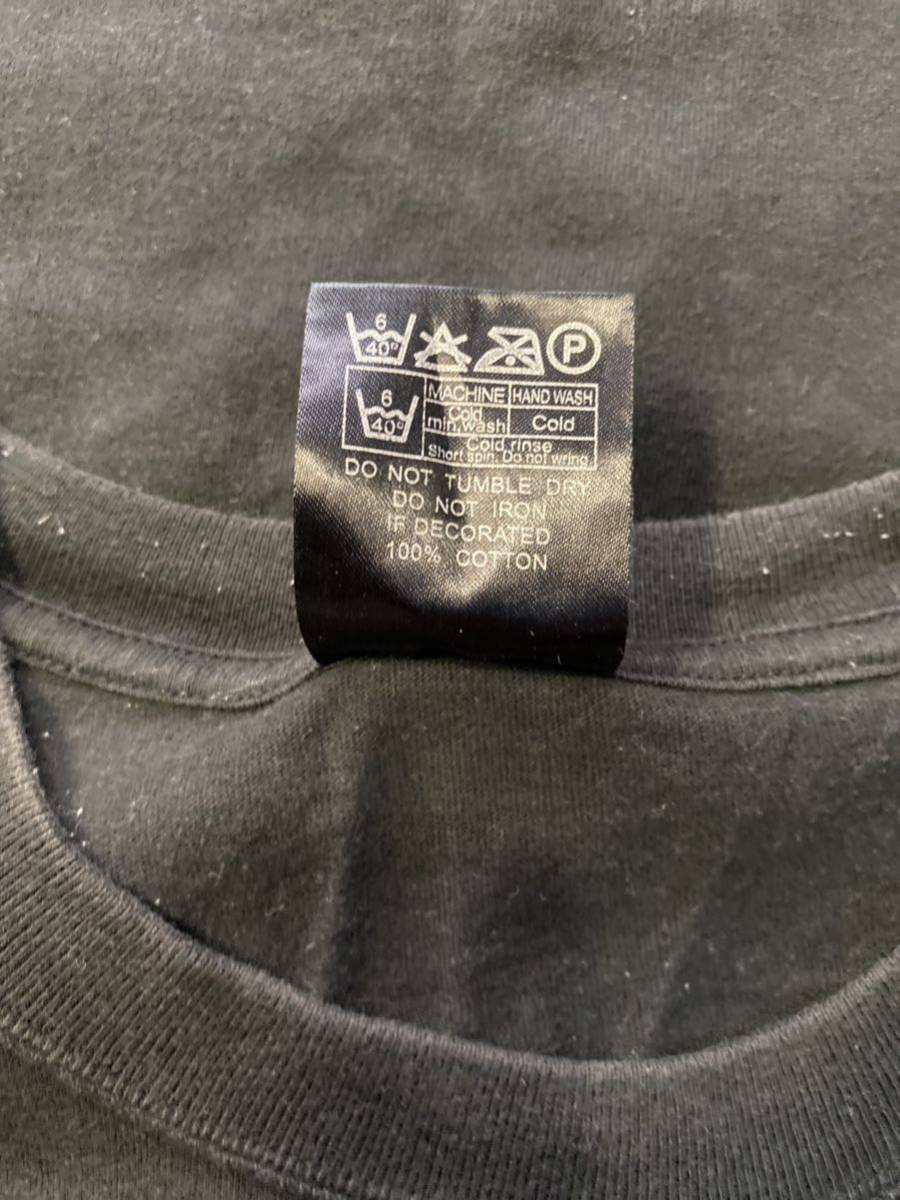 6 40° P
6 40° MACHINE HAND WASH
Cold min.wash Cold
Cold rinse
Short spin. Do not wring
DO NOT TUMBLE DRY
DO NOT IRON
IF DECORATED
100% COTTON